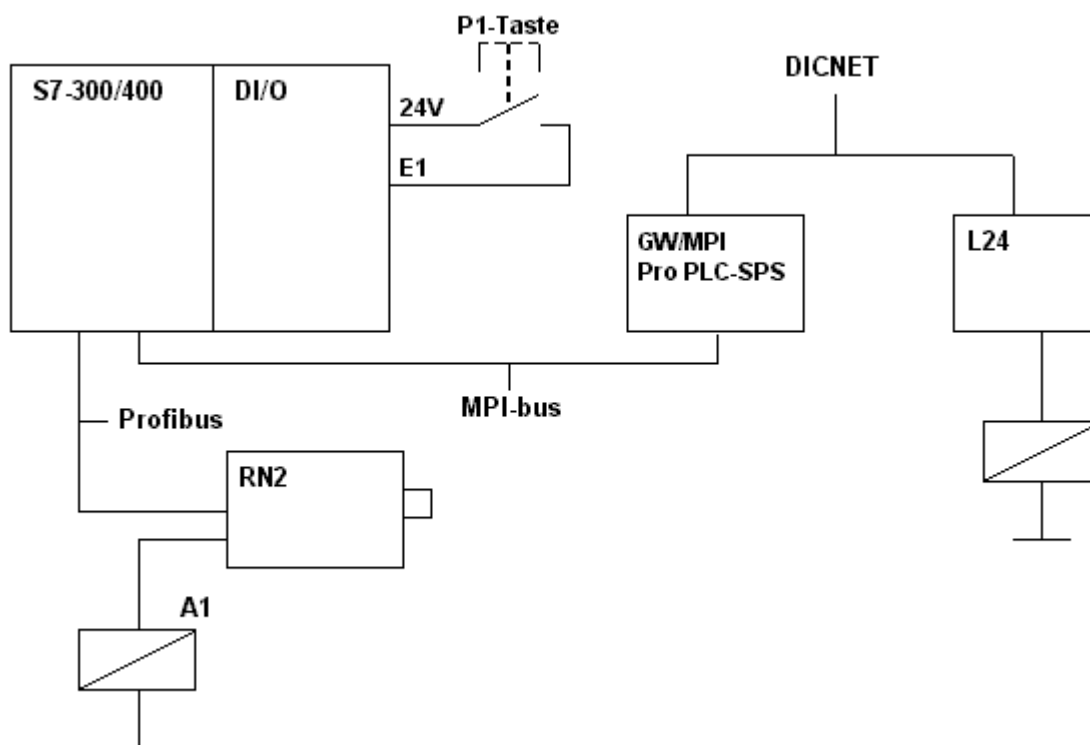 P1-Taste
S7-300/400
DI/O
24V
E1
DICNET
GW/MPI
Pro PLC-SPS
L24
MPI-bus
Profibus
RN2
A1